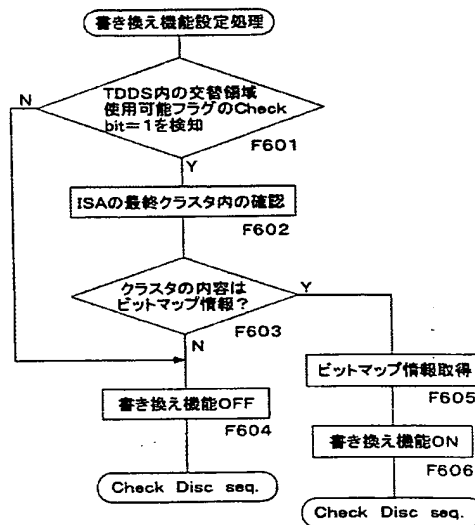 書き換え機能設定処理
N
TDDS内の交替領域
使用可能フラグのCheck
bit=1を検知
F601
Y
ISAの最終クラスタ内の確認
F602
クラスタの内容は
ビットマップ情報?
Y
F603
N
ビットマップ情報取得
F605
書き換え機能OFF
F604
書き換え機能ON
F606
Check Disc seq.
Check Disc seq.